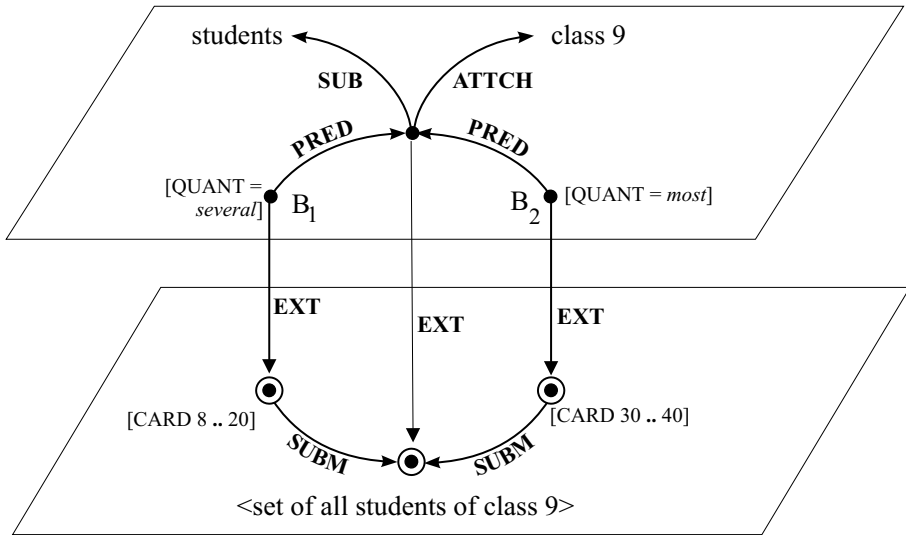 students
class 9
SUB
ATTCH
PRED
PRED
[QUANT =
several]
B1
B2
[QUANT = most]
EXT
EXT
EXT
[CARD 8 .. 20]
[CARD 30 .. 40]
SUBM
SUBM
<set of all students of class 9>